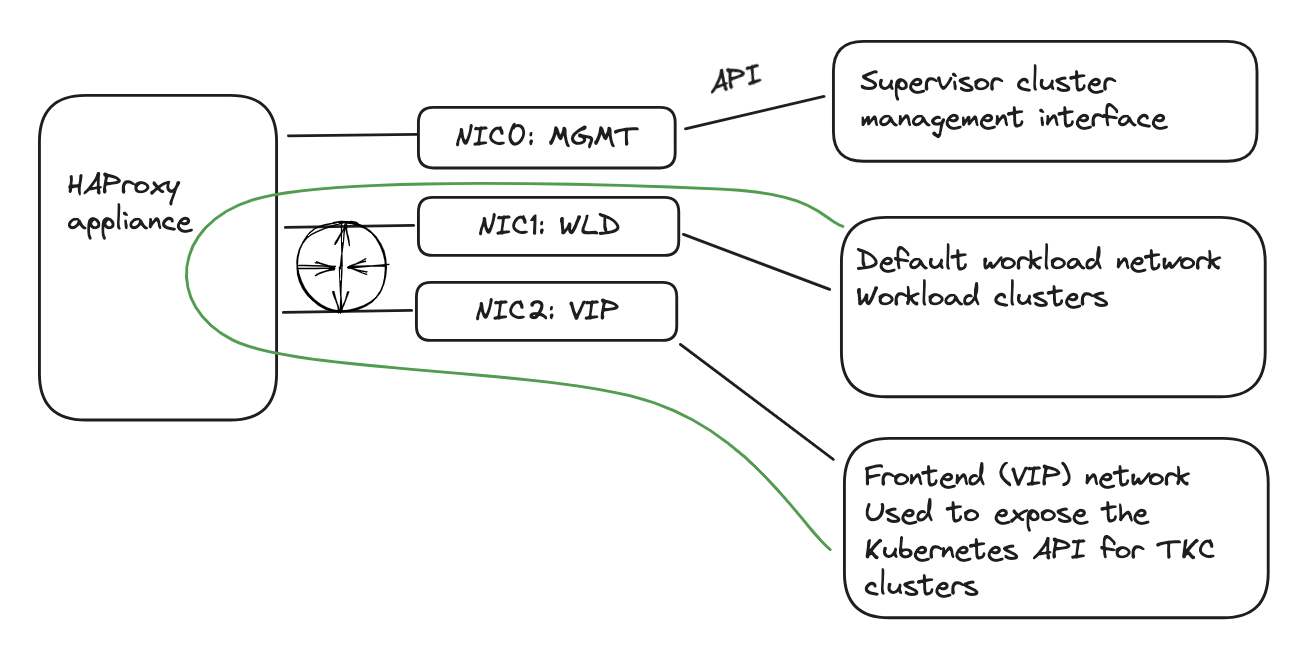 HAProxy
appliance
NIC0: MGMT
API
Supervisor cluster
management interface
NIC1: WLD
Default workload network
Workload clusters
NIC2: VIP
Frontend (VIP) network
Used to expose the
Kubernetes API for TKC
clusters